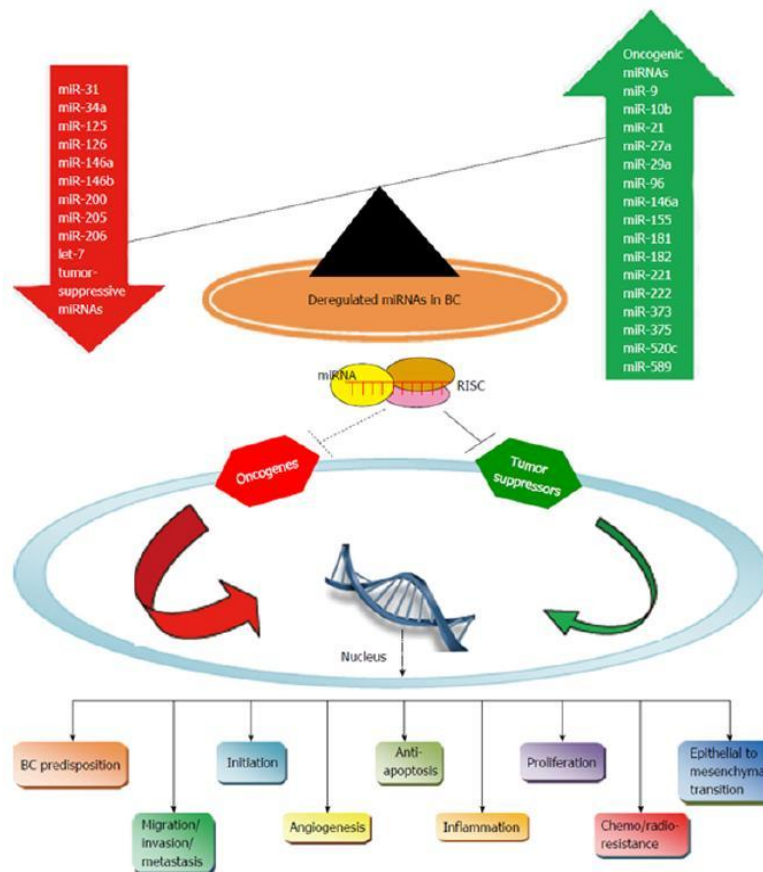 miR-31
miR-34a
miR-125
miR-126
miR-146a
miR-146b
miR-200
miR-205
miR-206
let-7
tumor-
suppressive
miRNAs
Oncogenic
miRNAs
miR-9
miR-10b
miR-21
miR-27a
miR-29a
miR-96
miR-146a
miR-155
miR-181
miR-182
miR-221
miR-222
miR-373
miR-375
miR-520c
miR-589
Deregulated miRNAs in BC
miRNA
RISC
Oncogenes
Tumor
suppressors
Nucleus
BC predisposition
Initiation
Anti-
apoptosis
Proliferation
Epithelial to
mesenchyma
transition
Migration/
invasion/
metastasis
Angiogenesis
Inflammation
Chemo/radio-
resistance